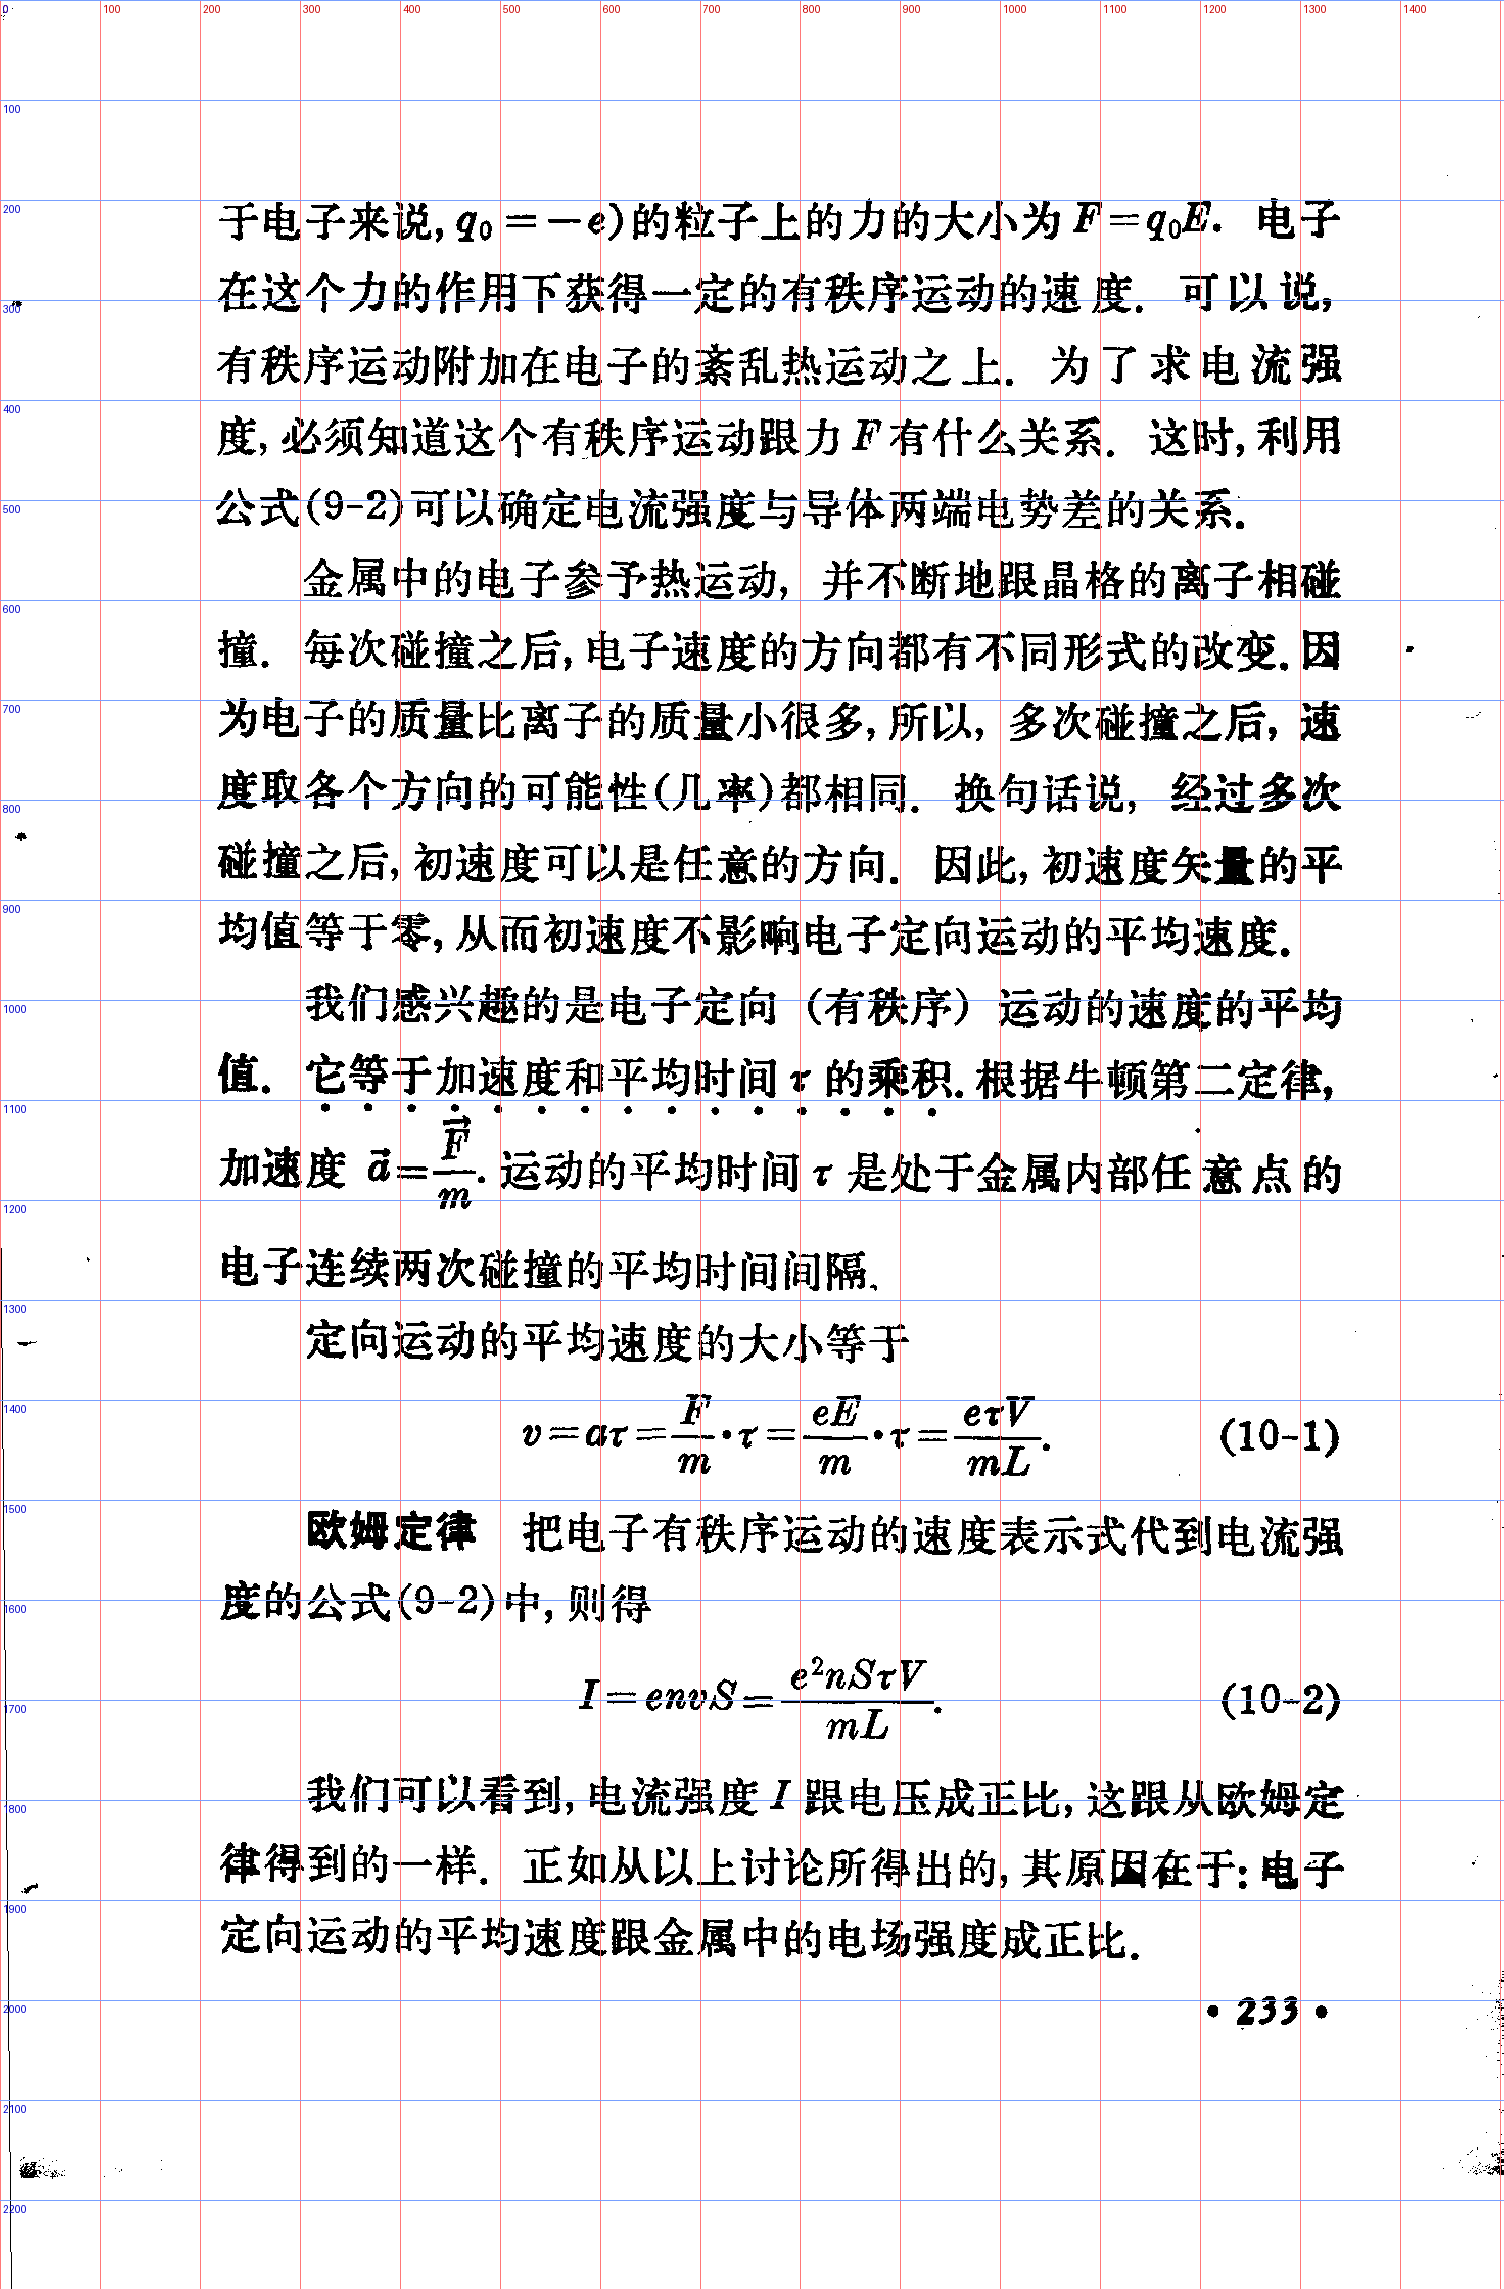 于电子来说, q₀ = −e)的粒子上的力的大小为 F = q₀E. 电子
在这个力的作用下获得一定的有秩序运动的速度. 可以说,
有秩序运动附加在电子的紊乱热运动之上. 为了求电流强
度, 必须知道这个有秩序运动跟力 F 有什么关系. 这时, 利用
公式(9-2)可以确定电流强度与导体两端电势差的关系.
金属中的电子参予热运动, 并不断地跟晶格的离子相碰
撞. 每次碰撞之后, 电子速度的方向都有不同形式的改变. 因
为电子的质量比离子的质量小很多, 所以, 多次碰撞之后, 速
度取各个方向的可能性(几率)都相同. 换句话说, 经过多次
碰撞之后, 初速度可以是任意的方向. 因此, 初速度矢量的平
均值等于零, 从而初速度不影响电子定向运动的平均速度.
我们感兴趣的是电子定向 (有秩序) 运动的速度的平均
值. 它等于加速度和平均时间 τ 的乘积. 根据牛顿第二定律,
加速度 a⃗ = F⃗/m. 运动的平均时间 τ 是处于金属内部任意点的
电子连续两次碰撞的平均时间间隔.
定向运动的平均速度的大小等于
v = aτ = F/m · τ = eE/m · τ = eτV/mL. (10-1)
欧姆定律 把电子有秩序运动的速度表示式代到电流强
度的公式(9-2)中, 则得
I = envS = e²nSτV/mL. (10-2)
我们可以看到, 电流强度 I 跟电压成正比, 这跟从欧姆定
律得到的一样. 正如从以上讨论所得出的, 其原因在于: 电子
定向运动的平均速度跟金属中的电场强度成正比.
• 233 •